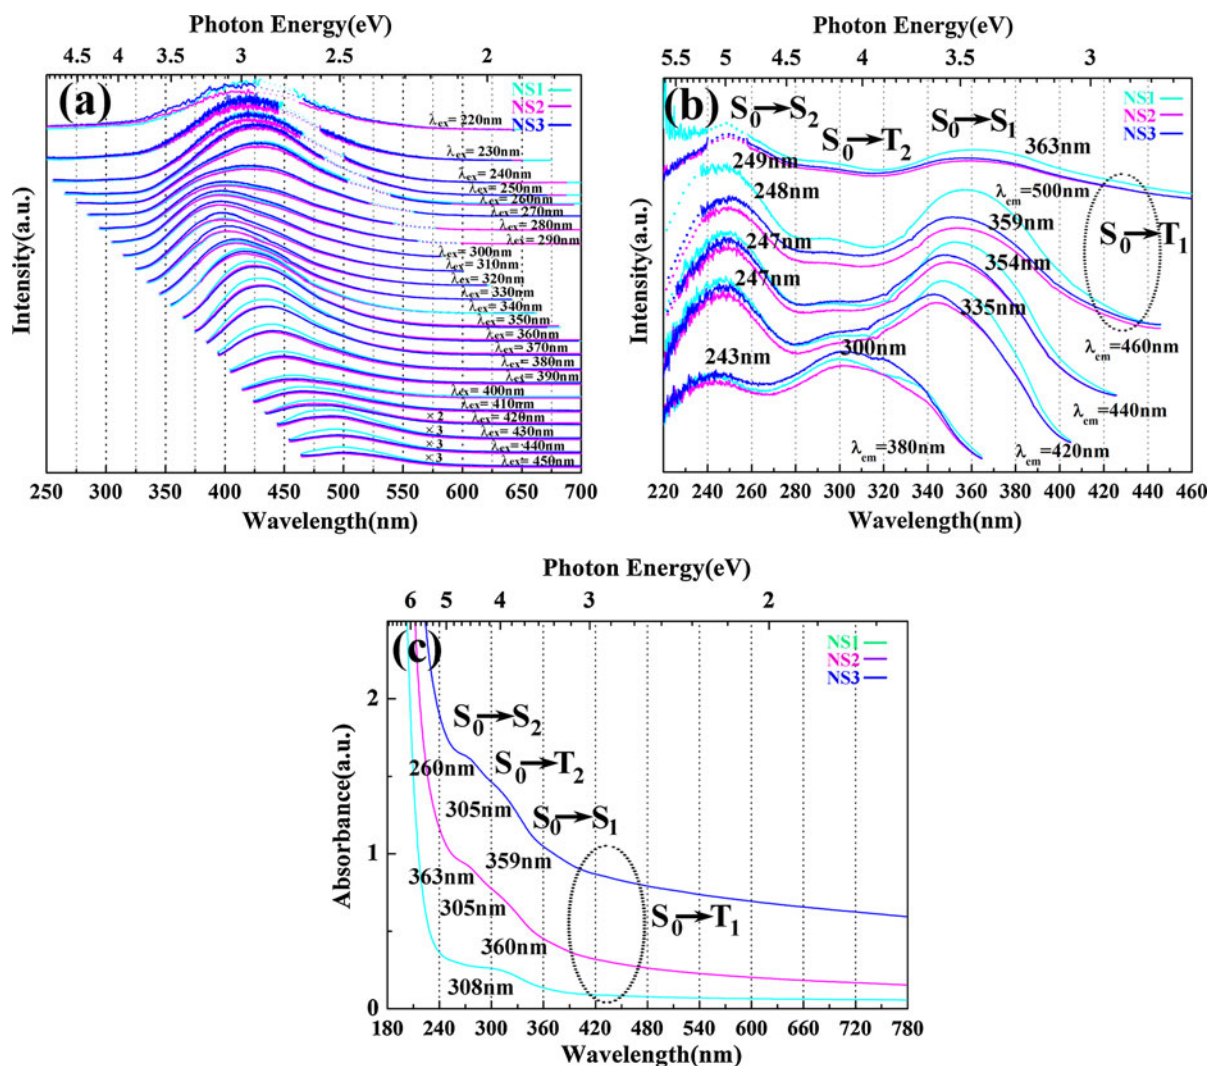 Photon Energy(eV)
4.5 4 3.5 3 2.5 2
(a)
NS1
NS2
NS3
λex= 220nm
λex= 230nm
λex= 240nm
λex= 250nm
λex= 260nm
λex= 270nm
λex= 280nm
λex= 290nm
λex= 300nm
λex= 310nm
λex= 320nm
λex= 330nm
λex= 340nm
λex= 350nm
λex= 360nm
λex= 370nm
λex= 380nm
λex= 390nm
λex= 400nm
λex= 410nm
×2 λex= 420nm
×3 λex= 430nm
×3 λex= 440nm
×3 λex= 450nm
Intensity(a.u.)
250 300 350 400 450 500 550 600 650 700
Wavelength(nm)
Photon Energy(eV)
5.5 5 4.5 4 3.5 3
(b)
NS1
NS2
NS3
S0→S2
S0→T2
S0→S1
S0→T1
249nm
363nm
248nm
λem=500nm
359nm
247nm
354nm
247nm
335nm
300nm
243nm
λem=460nm
λem=440nm
λem=420nm
λem=380nm
Intensity(a.u.)
220 240 260 280 300 320 340 360 380 400 420 440 460
Wavelength(nm)
Photon Energy(eV)
6 5 4 3 2
(c)
NS1
NS2
NS3
S0→S2
S0→T2
S0→S1
S0→T1
260nm
305nm
359nm
363nm
305nm
360nm
308nm
Absorbance(a.u.)
2
1
0
180 240 300 360 420 480 540 600 660 720 780
Wavelength(nm)